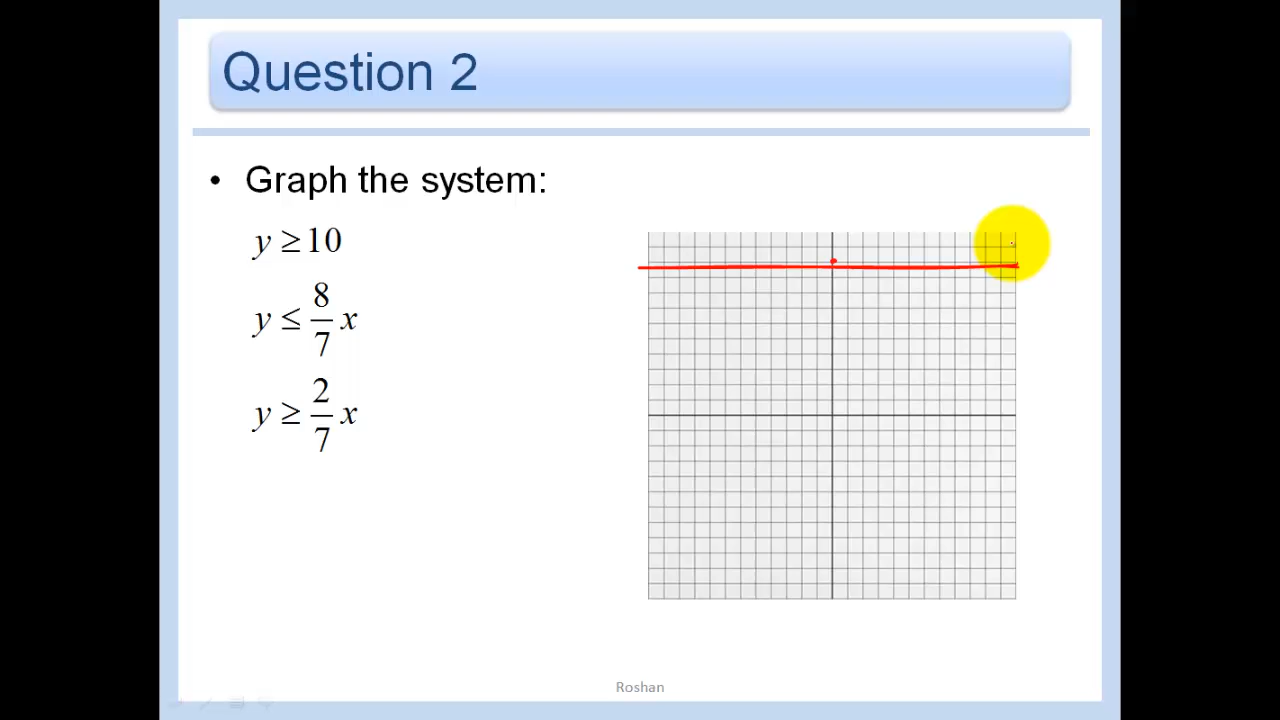 Question 2
• Graph the system:
y ≥ 10
y ≤ 8/7 x
y ≥ 2/7 x
Roshan